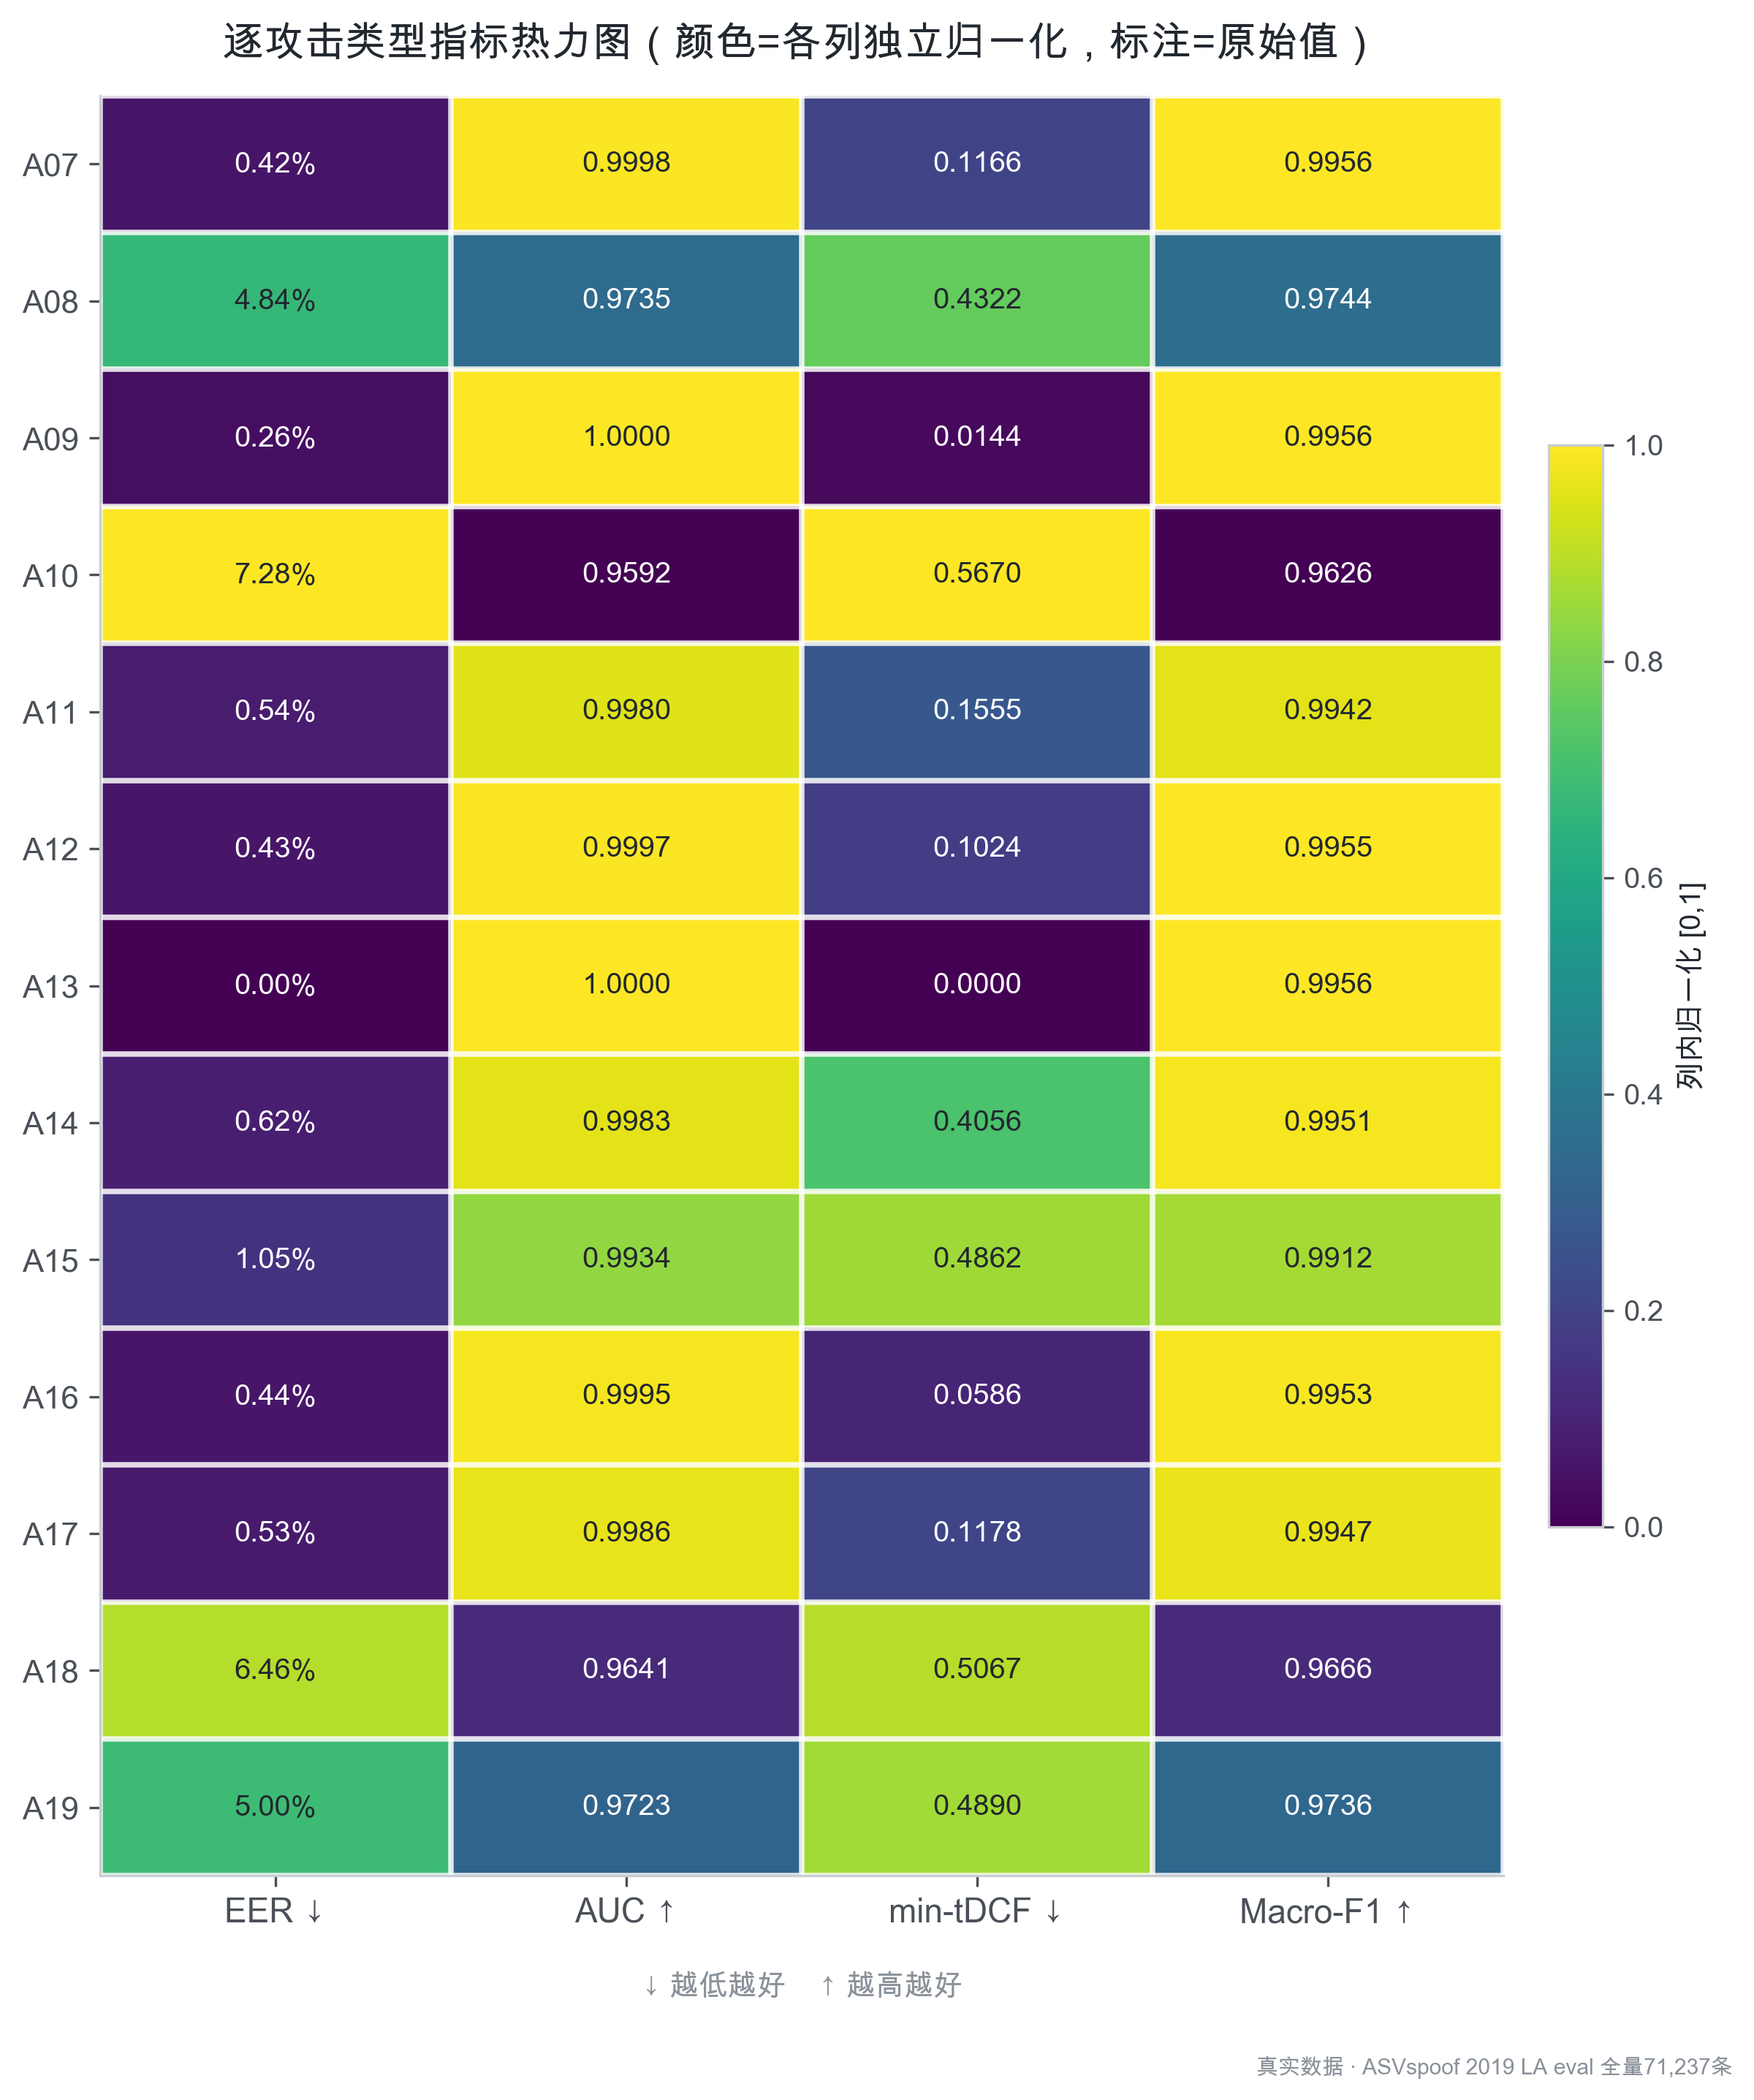 逐攻击类型指标热力图（颜色=各列独立归一化，标注=原始值）
A07 0.42% 0.9998 0.1166 0.9956
A08 4.84% 0.9735 0.4322 0.9744
A09 0.26% 1.0000 0.0144 0.9956
A10 7.28% 0.9592 0.5670 0.9626
A11 0.54% 0.9980 0.1555 0.9942
A12 0.43% 0.9997 0.1024 0.9955
A13 0.00% 1.0000 0.0000 0.9956
A14 0.62% 0.9983 0.4056 0.9951
A15 1.05% 0.9934 0.4862 0.9912
A16 0.44% 0.9995 0.0586 0.9953
A17 0.53% 0.9986 0.1178 0.9947
A18 6.46% 0.9641 0.5067 0.9666
A19 5.00% 0.9723 0.4890 0.9736
EER ↓ AUC ↑ min-tDCF ↓ Macro-F1 ↑
1.0
0.8
0.6
0.4
0.2
0.0
列内归一化 [0,1]
↓ 越低越好 ↑ 越高越好
真实数据 · ASVspoof 2019 LA eval 全量71,237条